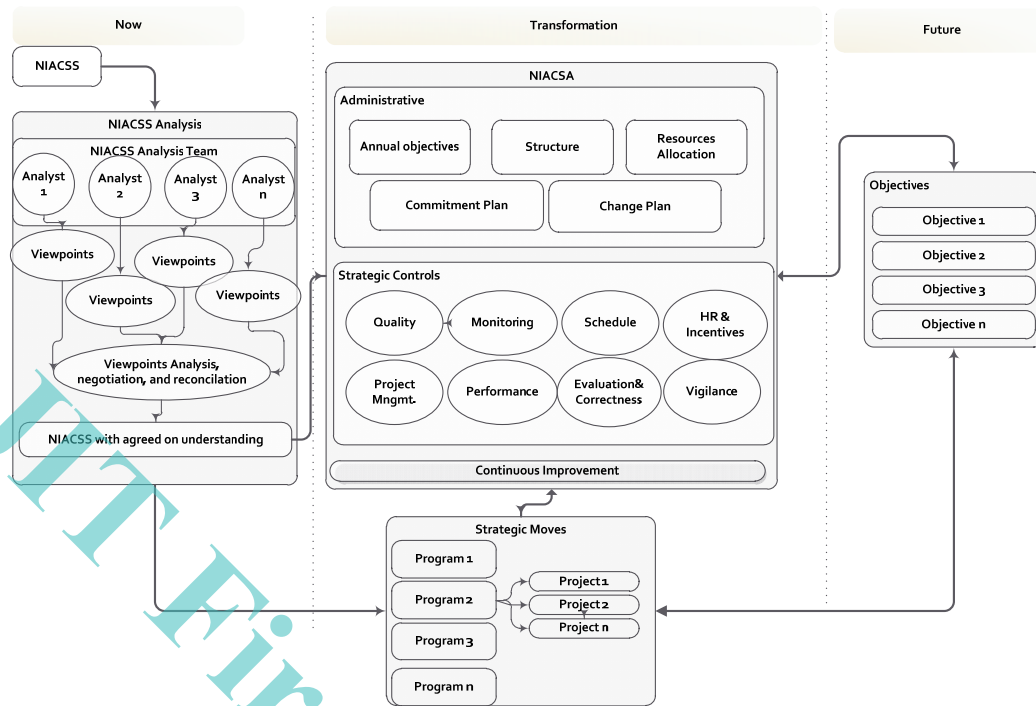 Now
Transformation
Future
NIACSS
NIACSS Analysis
NIACSS Analysis Team
Analyst
1
Analyst
2
Analyst
3
Analyst
n
Viewpoints
Viewpoints
Viewpoints
Viewpoints
Viewpoints Analysis,
negotiation, and reconcilation
NIACSS with agreed on understanding
NIACSA
Administrative
Annual objectives
Structure
Resources
Allocation
Commitment Plan
Change Plan
Strategic Controls
Quality
Monitoring
Schedule
HR &
Incentives
Project
Mngmt.
Performance
Evaluation&
Correctness
Vigilance
Continuous Improvement
Strategic Moves
Program 1
Program 2
Program 3
Program n
Project 1
Project 2
Project n
Objectives
Objective 1
Objective 2
Objective 3
Objective n